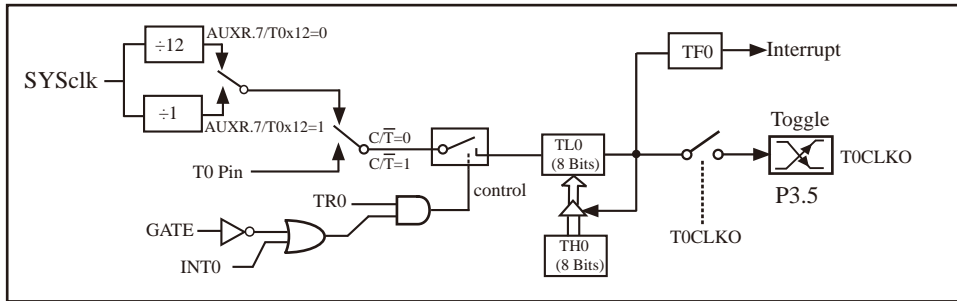 AUXR.7/T0x12=0
÷12
SYSclk
÷1
AUXR.7/T0x12=1
T0 Pin
C/T̅=0
C/T̅=1
control
TR0
GATE
INT0
TL0
(8 Bits)
TH0
(8 Bits)
TF0
Interrupt
Toggle
T0CLKO
P3.5
T0CLKO